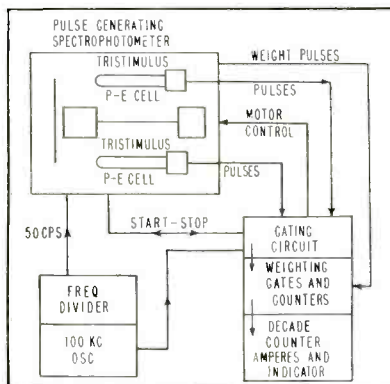 PULSE GENERATING
SPECTROPHOTOMETER
TRISTIMULUS
P-E CELL
TRISTIMULUS
P-E CELL
WEIGHT PULSES
PULSES
MOTOR
CONTROL
PULSES
50CPS
START-STOP
GATING
CIRCUIT
WEIGHTING
GATES AND
COUNTERS
DECADE
COUNTER
AMPERES AND
INDICATOR
FREQ
DIVIDER
100 KC
OSC